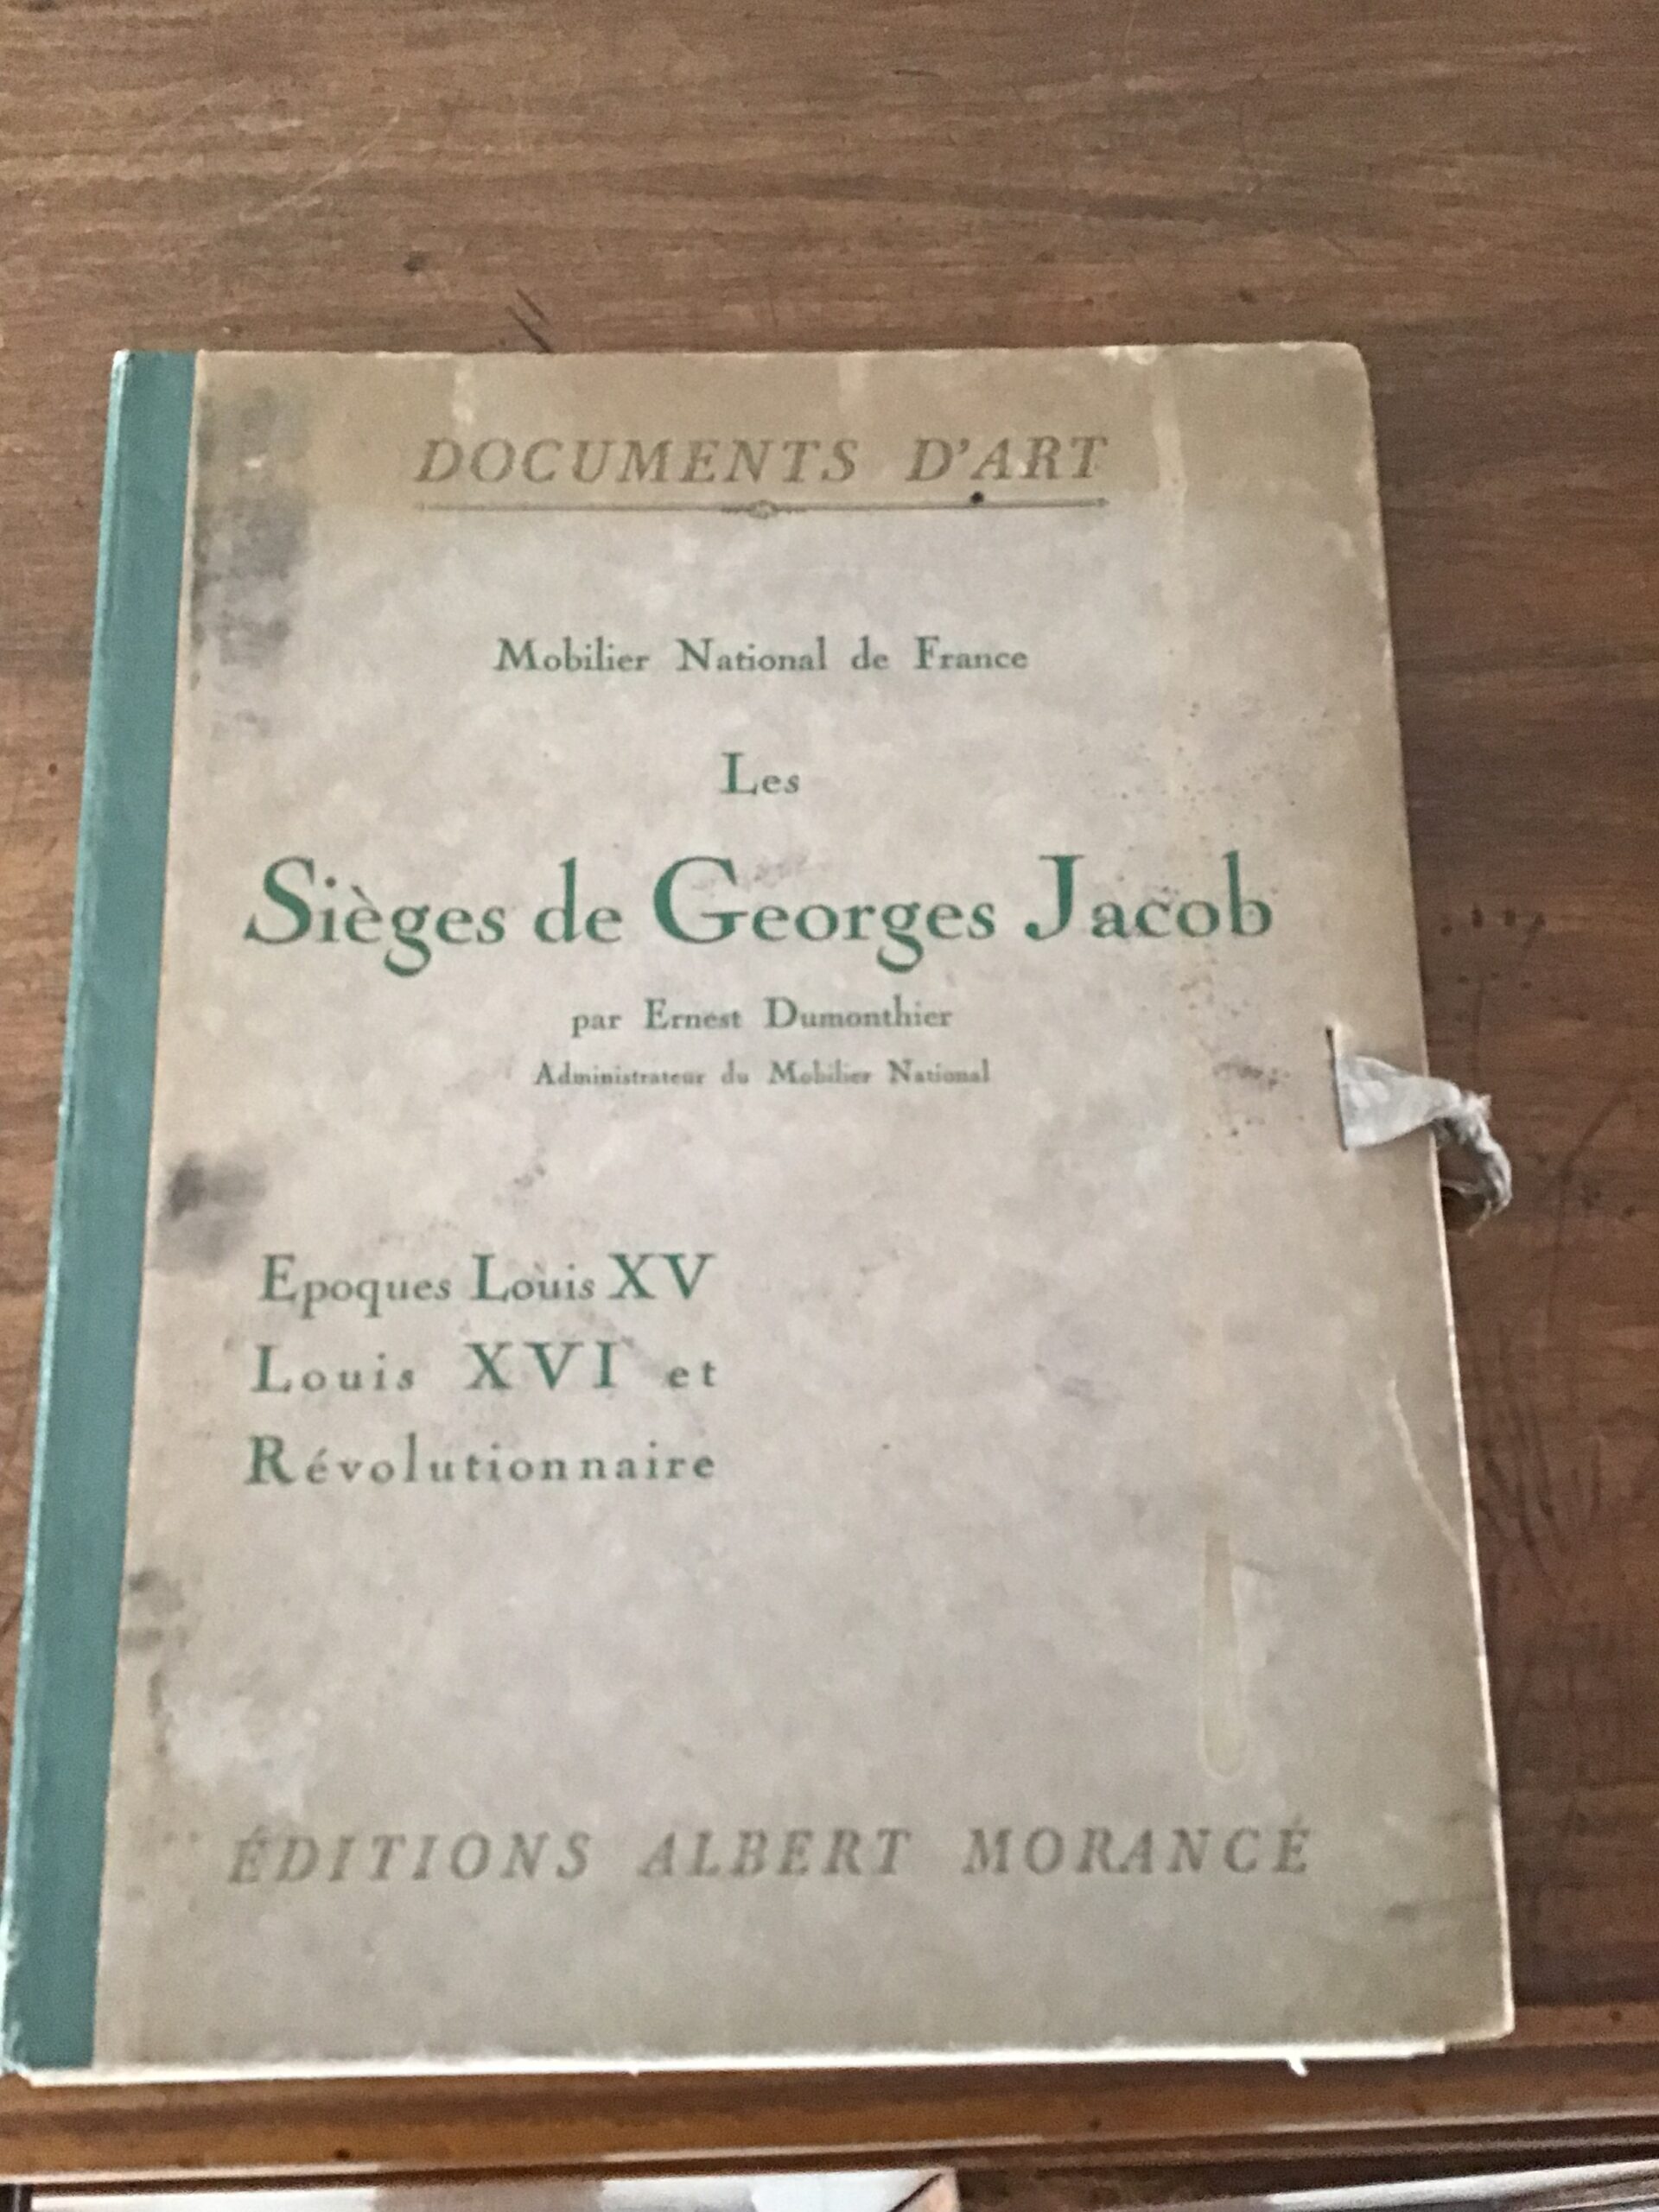 DOCUMENTS D'ART
Mobilier National de France
Les
Sièges de Georges Jacob
par Ernest Dumonthier
Administrateur du Mobilier National
Epoques Louis XV
Louis XVI et
Révolutionnaire
ÉDITIONS ALBERT MORANCÉ